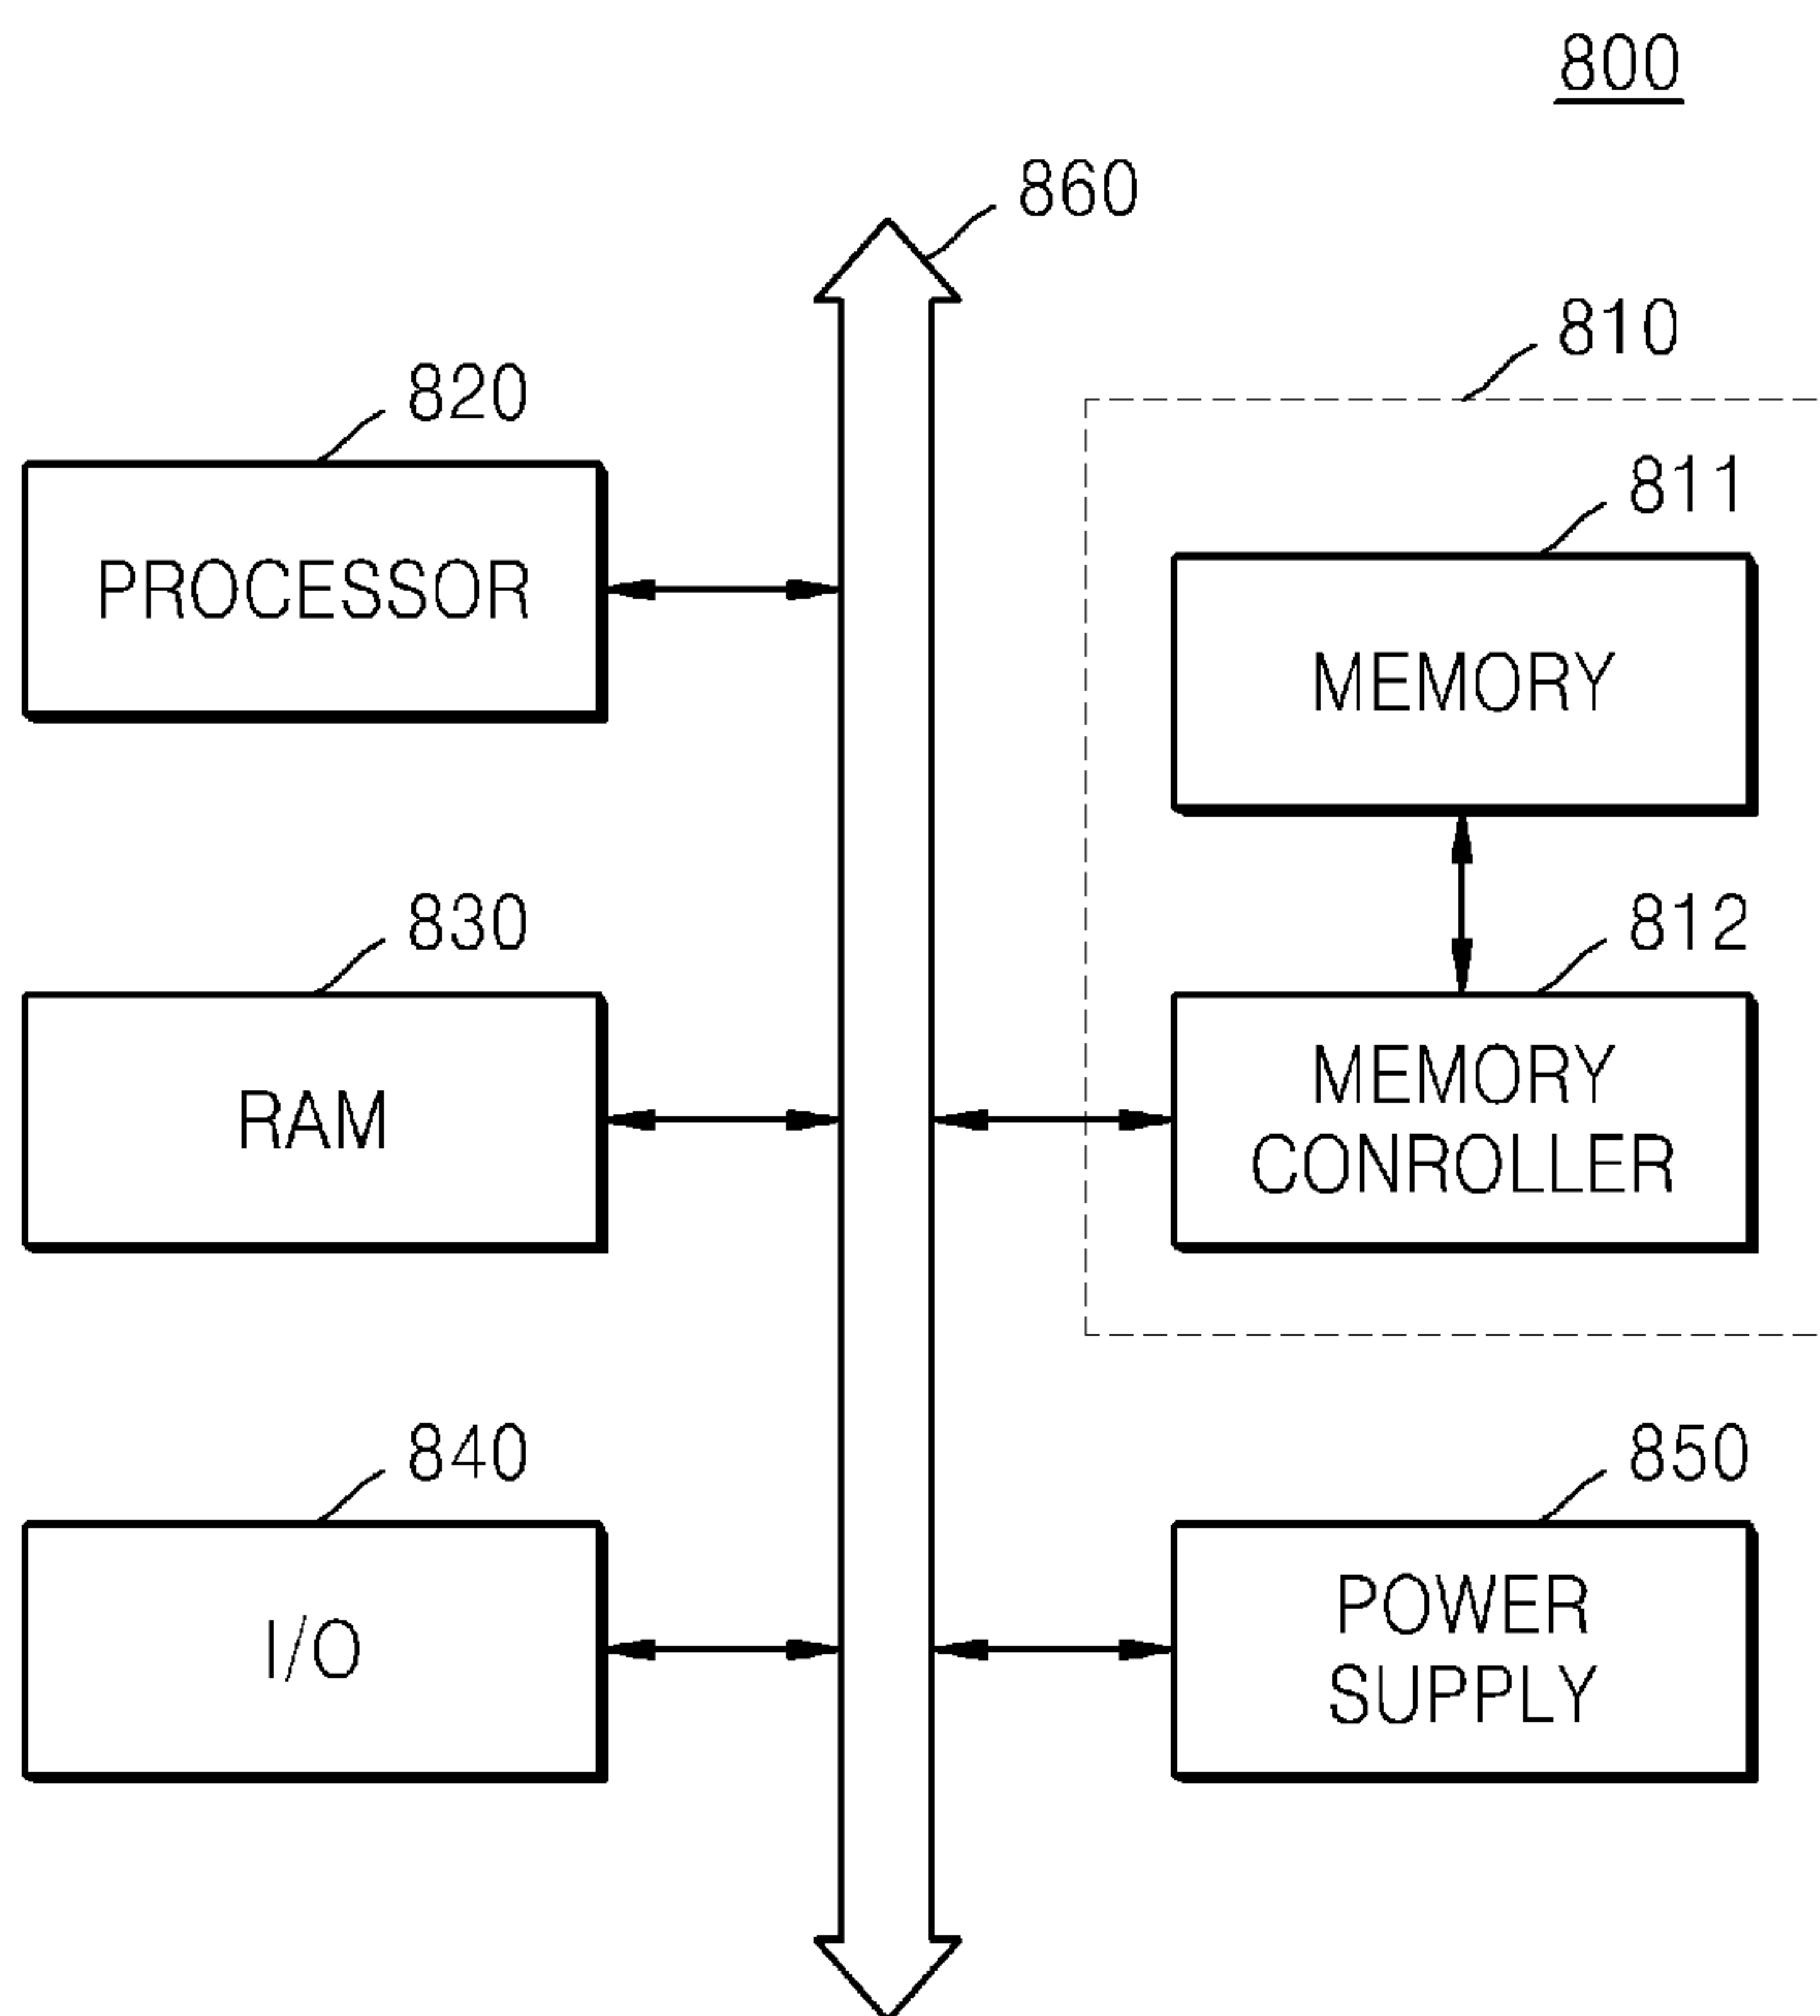 800
860
810
820
811
PROCESSOR
MEMORY
830
812
RAM
MEMORY
CONROLLER
840
850
I/O
POWER
SUPPLY